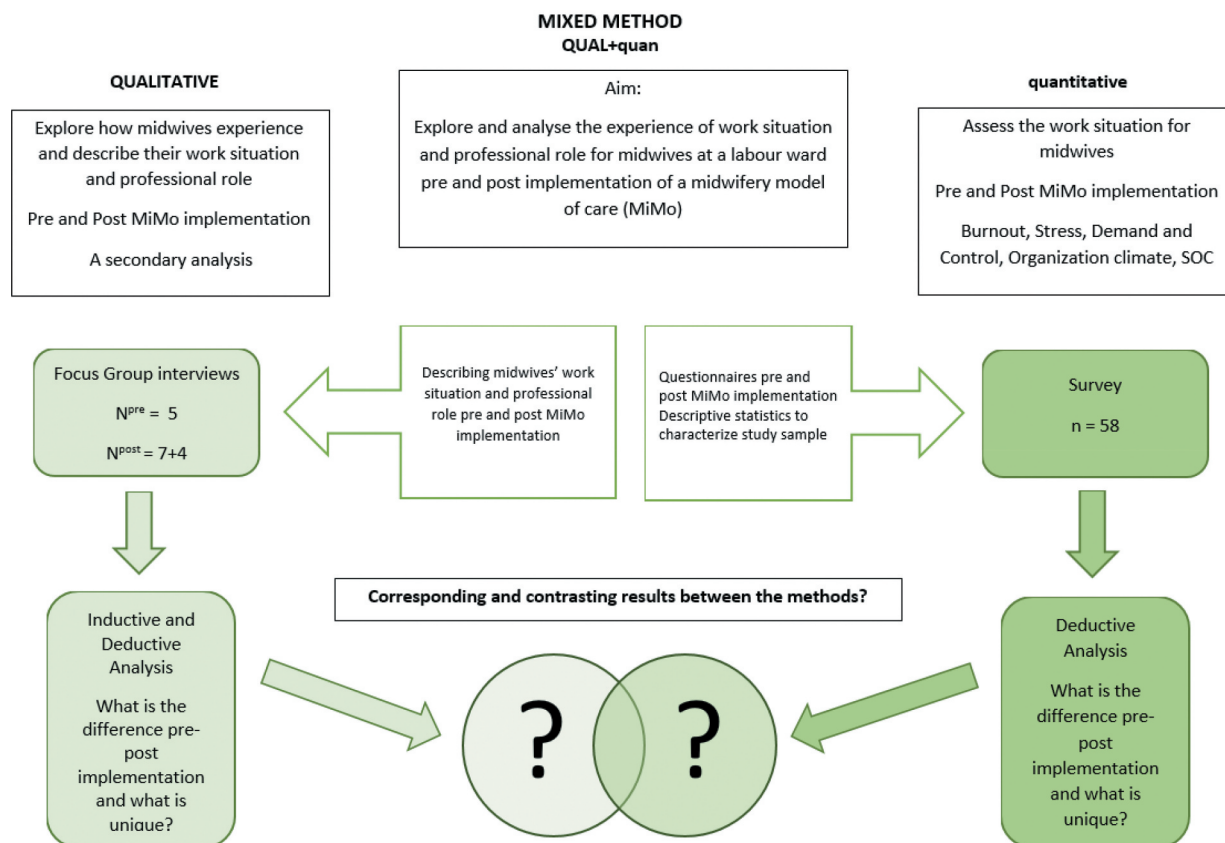 MIXED METHOD
QUAL+quan
QUALITATIVE
Explore how midwives experience
and describe their work situation
and professional role
Pre and Post MiMo implementation
A secondary analysis
Aim:
Explore and analyse the experience of work situation
and professional role for midwives at a labour ward
pre and post implementation of a midwifery model
of care (MiMo)
quantitative
Assess the work situation for
midwives
Pre and Post MiMo implementation
Burnout, Stress, Demand and
Control, Organization climate, SOC
Focus Group interviews
N^pre = 5
N^post = 7+4
Describing midwives' work
situation and professional
role pre and post MiMo
implementation
Questionnaires pre and
post MiMo implementation
Descriptive statistics to
characterize study sample
Survey
n = 58
Corresponding and contrasting results between the methods?
Inductive and
Deductive
Analysis
What is the
difference pre-
post
implementation
and what is
unique?
?
?
Deductive
Analysis
What is the
difference pre-
post
implementation
and what is
unique?